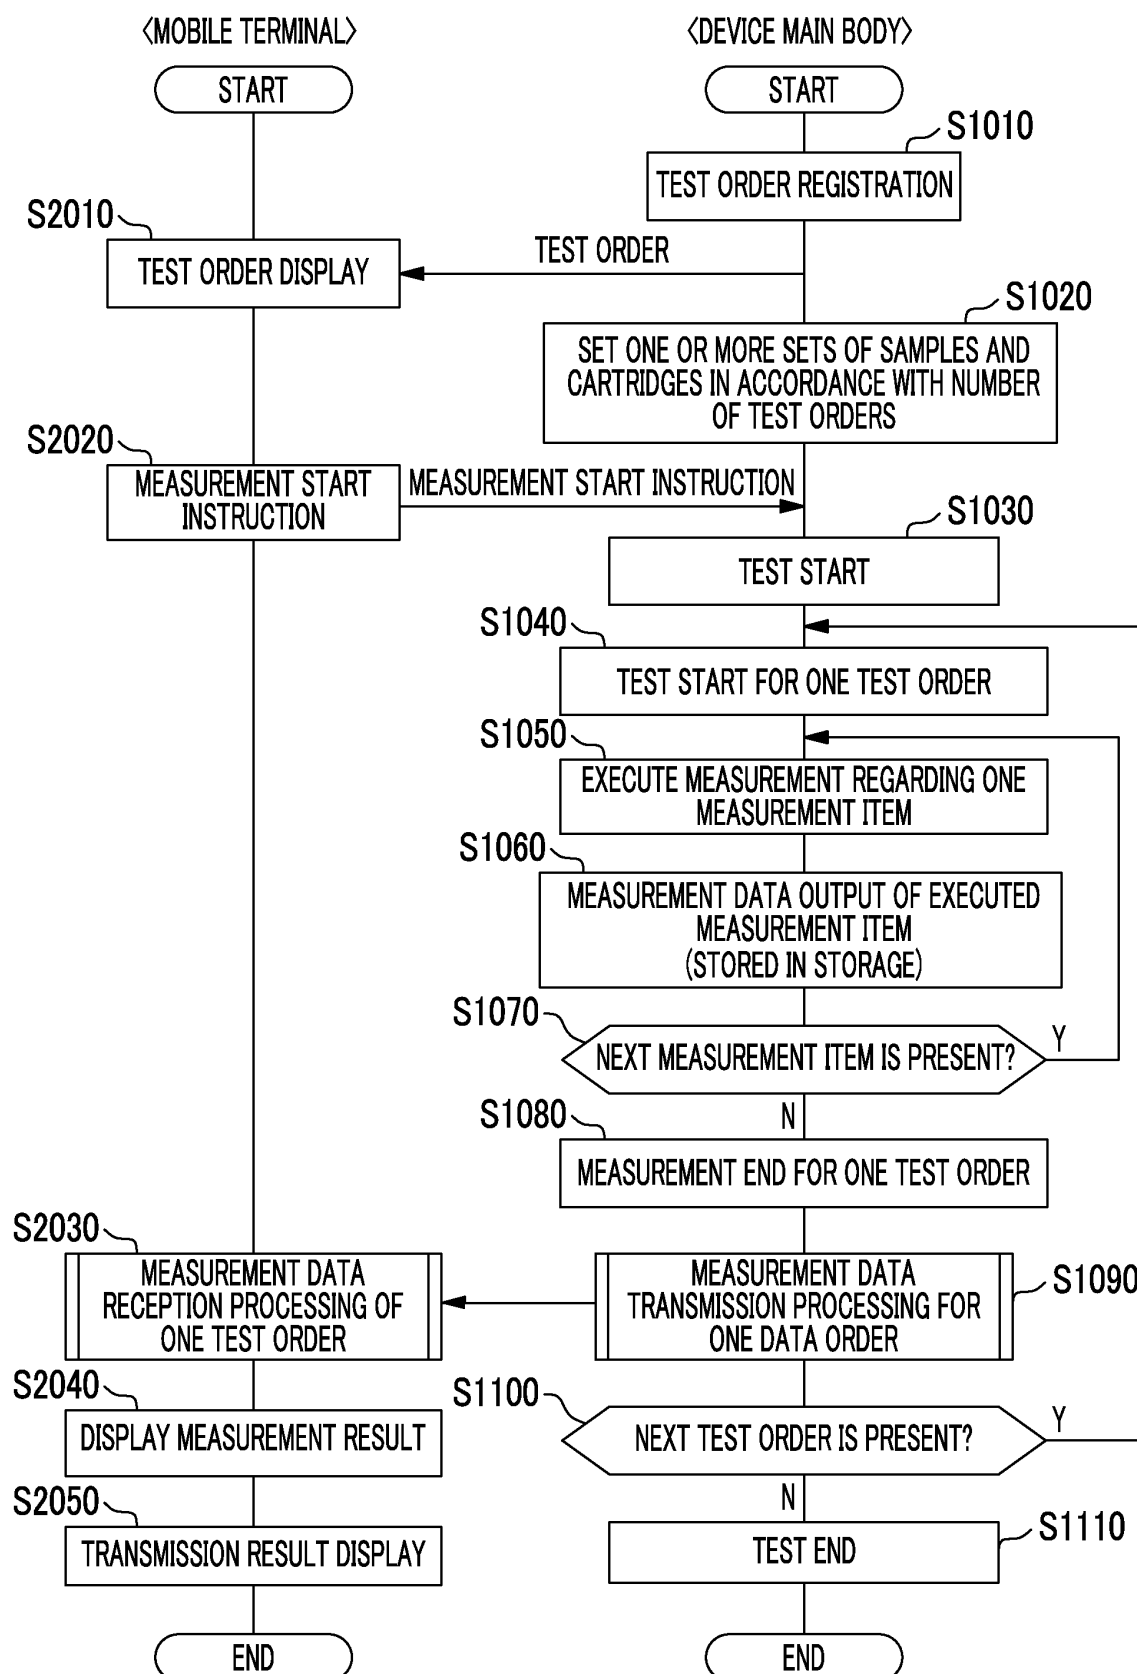 <MOBILE TERMINAL>
<DEVICE MAIN BODY>
START
START
S1010
TEST ORDER REGISTRATION
S2010
TEST ORDER DISPLAY
TEST ORDER
S1020
SET ONE OR MORE SETS OF SAMPLES AND
CARTRIDGES IN ACCORDANCE WITH NUMBER
OF TEST ORDERS
S2020
MEASUREMENT START
INSTRUCTION
MEASUREMENT START INSTRUCTION
S1030
TEST START
S1040
TEST START FOR ONE TEST ORDER
S1050
EXECUTE MEASUREMENT REGARDING ONE
MEASUREMENT ITEM
S1060
MEASUREMENT DATA OUTPUT OF EXECUTED
MEASUREMENT ITEM
(STORED IN STORAGE)
S1070
NEXT MEASUREMENT ITEM IS PRESENT?
Y
N
S1080
MEASUREMENT END FOR ONE TEST ORDER
S2030
MEASUREMENT DATA
RECEPTION PROCESSING OF
ONE TEST ORDER
S1090
MEASUREMENT DATA
TRANSMISSION PROCESSING FOR
ONE DATA ORDER
S2040
DISPLAY MEASUREMENT RESULT
S1100
NEXT TEST ORDER IS PRESENT?
Y
N
S2050
TRANSMISSION RESULT DISPLAY
S1110
TEST END
END
END